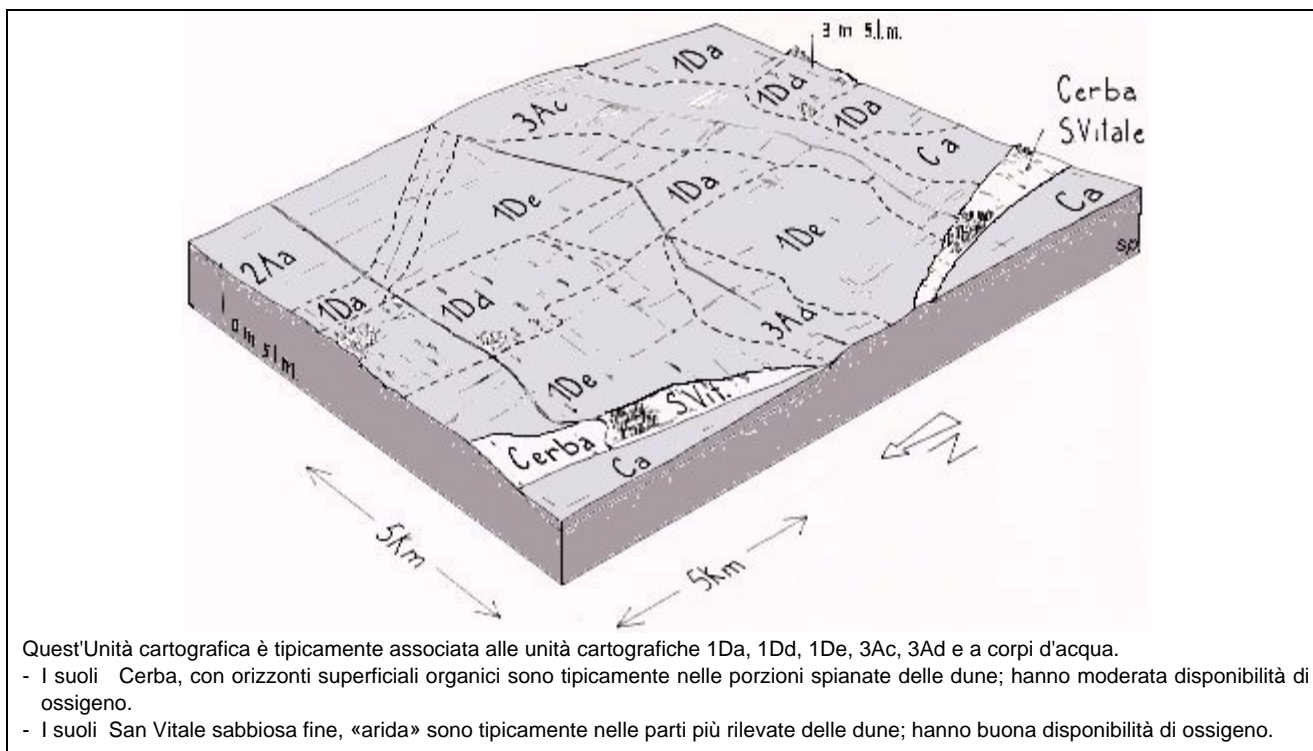 3 m s.l.m.
1Da
1Dd
1Da
Cerba
S.Vitale
3Ac
Ca
Ca
1Da
1De
1De
sp
2Aa
1Da
1Dd
3Ad
0 m s.l.m.
1De
S.Vit.
Cerba
Ca
N
5Km
5Km
Quest'Unità cartografica è tipicamente associata alle unità cartografiche 1Da, 1Dd, 1De, 3Ac, 3Ad e a corpi d'acqua.
- I suoli Cerba, con orizzonti superficiali organici sono tipicamente nelle porzioni spianate delle dune; hanno moderata disponibilità di
ossigeno.
- I suoli San Vitale sabbiosa fine, «arida» sono tipicamente nelle parti più rilevate delle dune; hanno buona disponibilità di ossigeno.